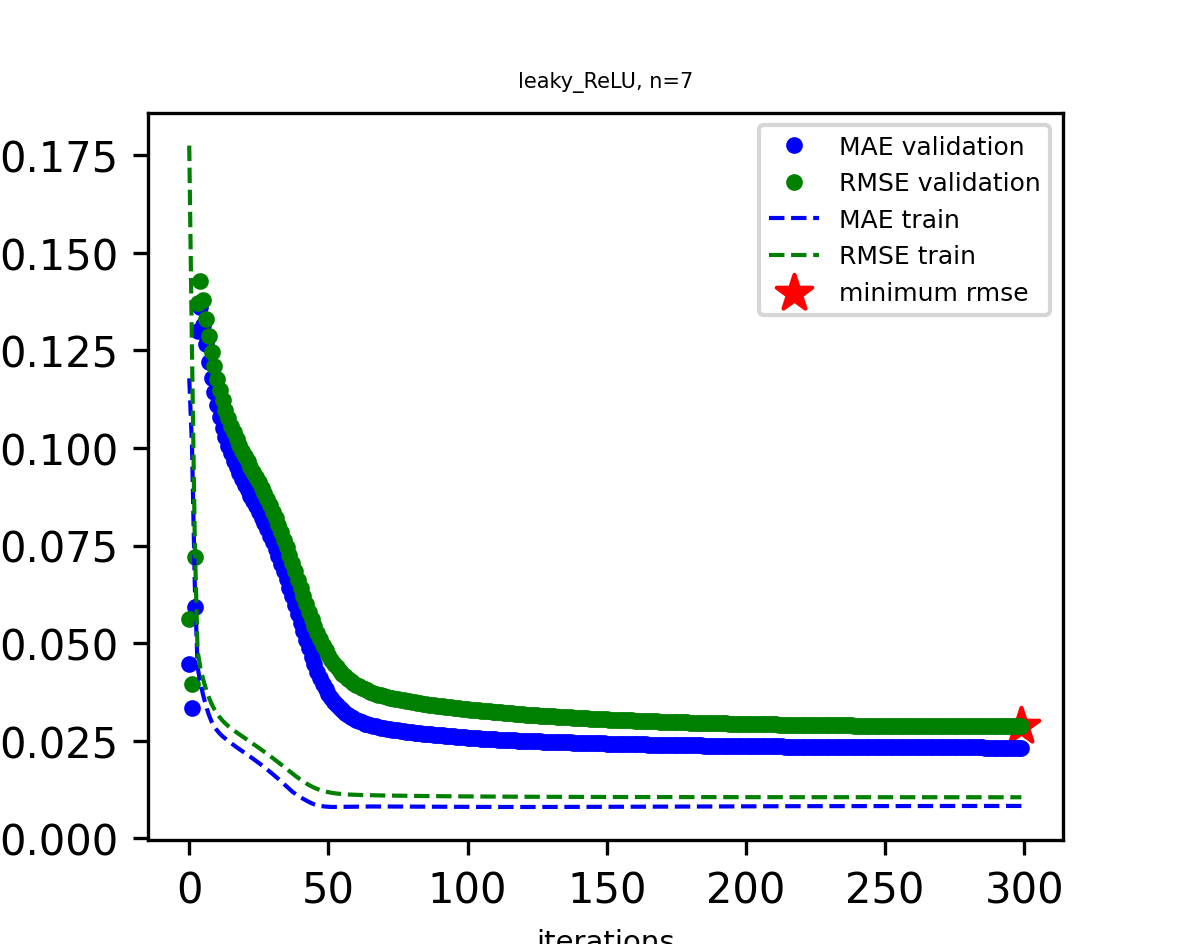 leaky_ReLU, n=7
0.175
0.150
0.125
0.100
0.075
0.050
0.025
0.000
MAE validation
RMSE validation
MAE train
RMSE train
minimum rmse
0 50 100 150 200 250 300
iterations